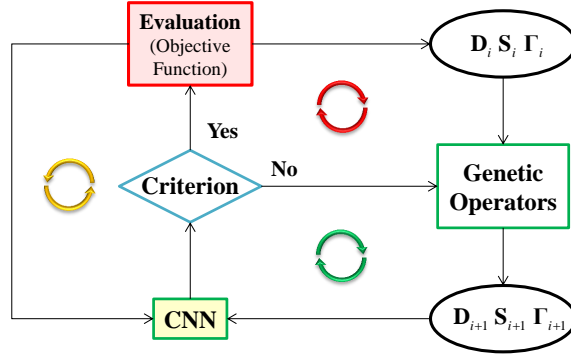 Evaluation
(Objective
Function)
D_i S_i Γ_i
Yes
No
Criterion
Genetic
Operators
CNN
D_{i+1} S_{i+1} Γ_{i+1}